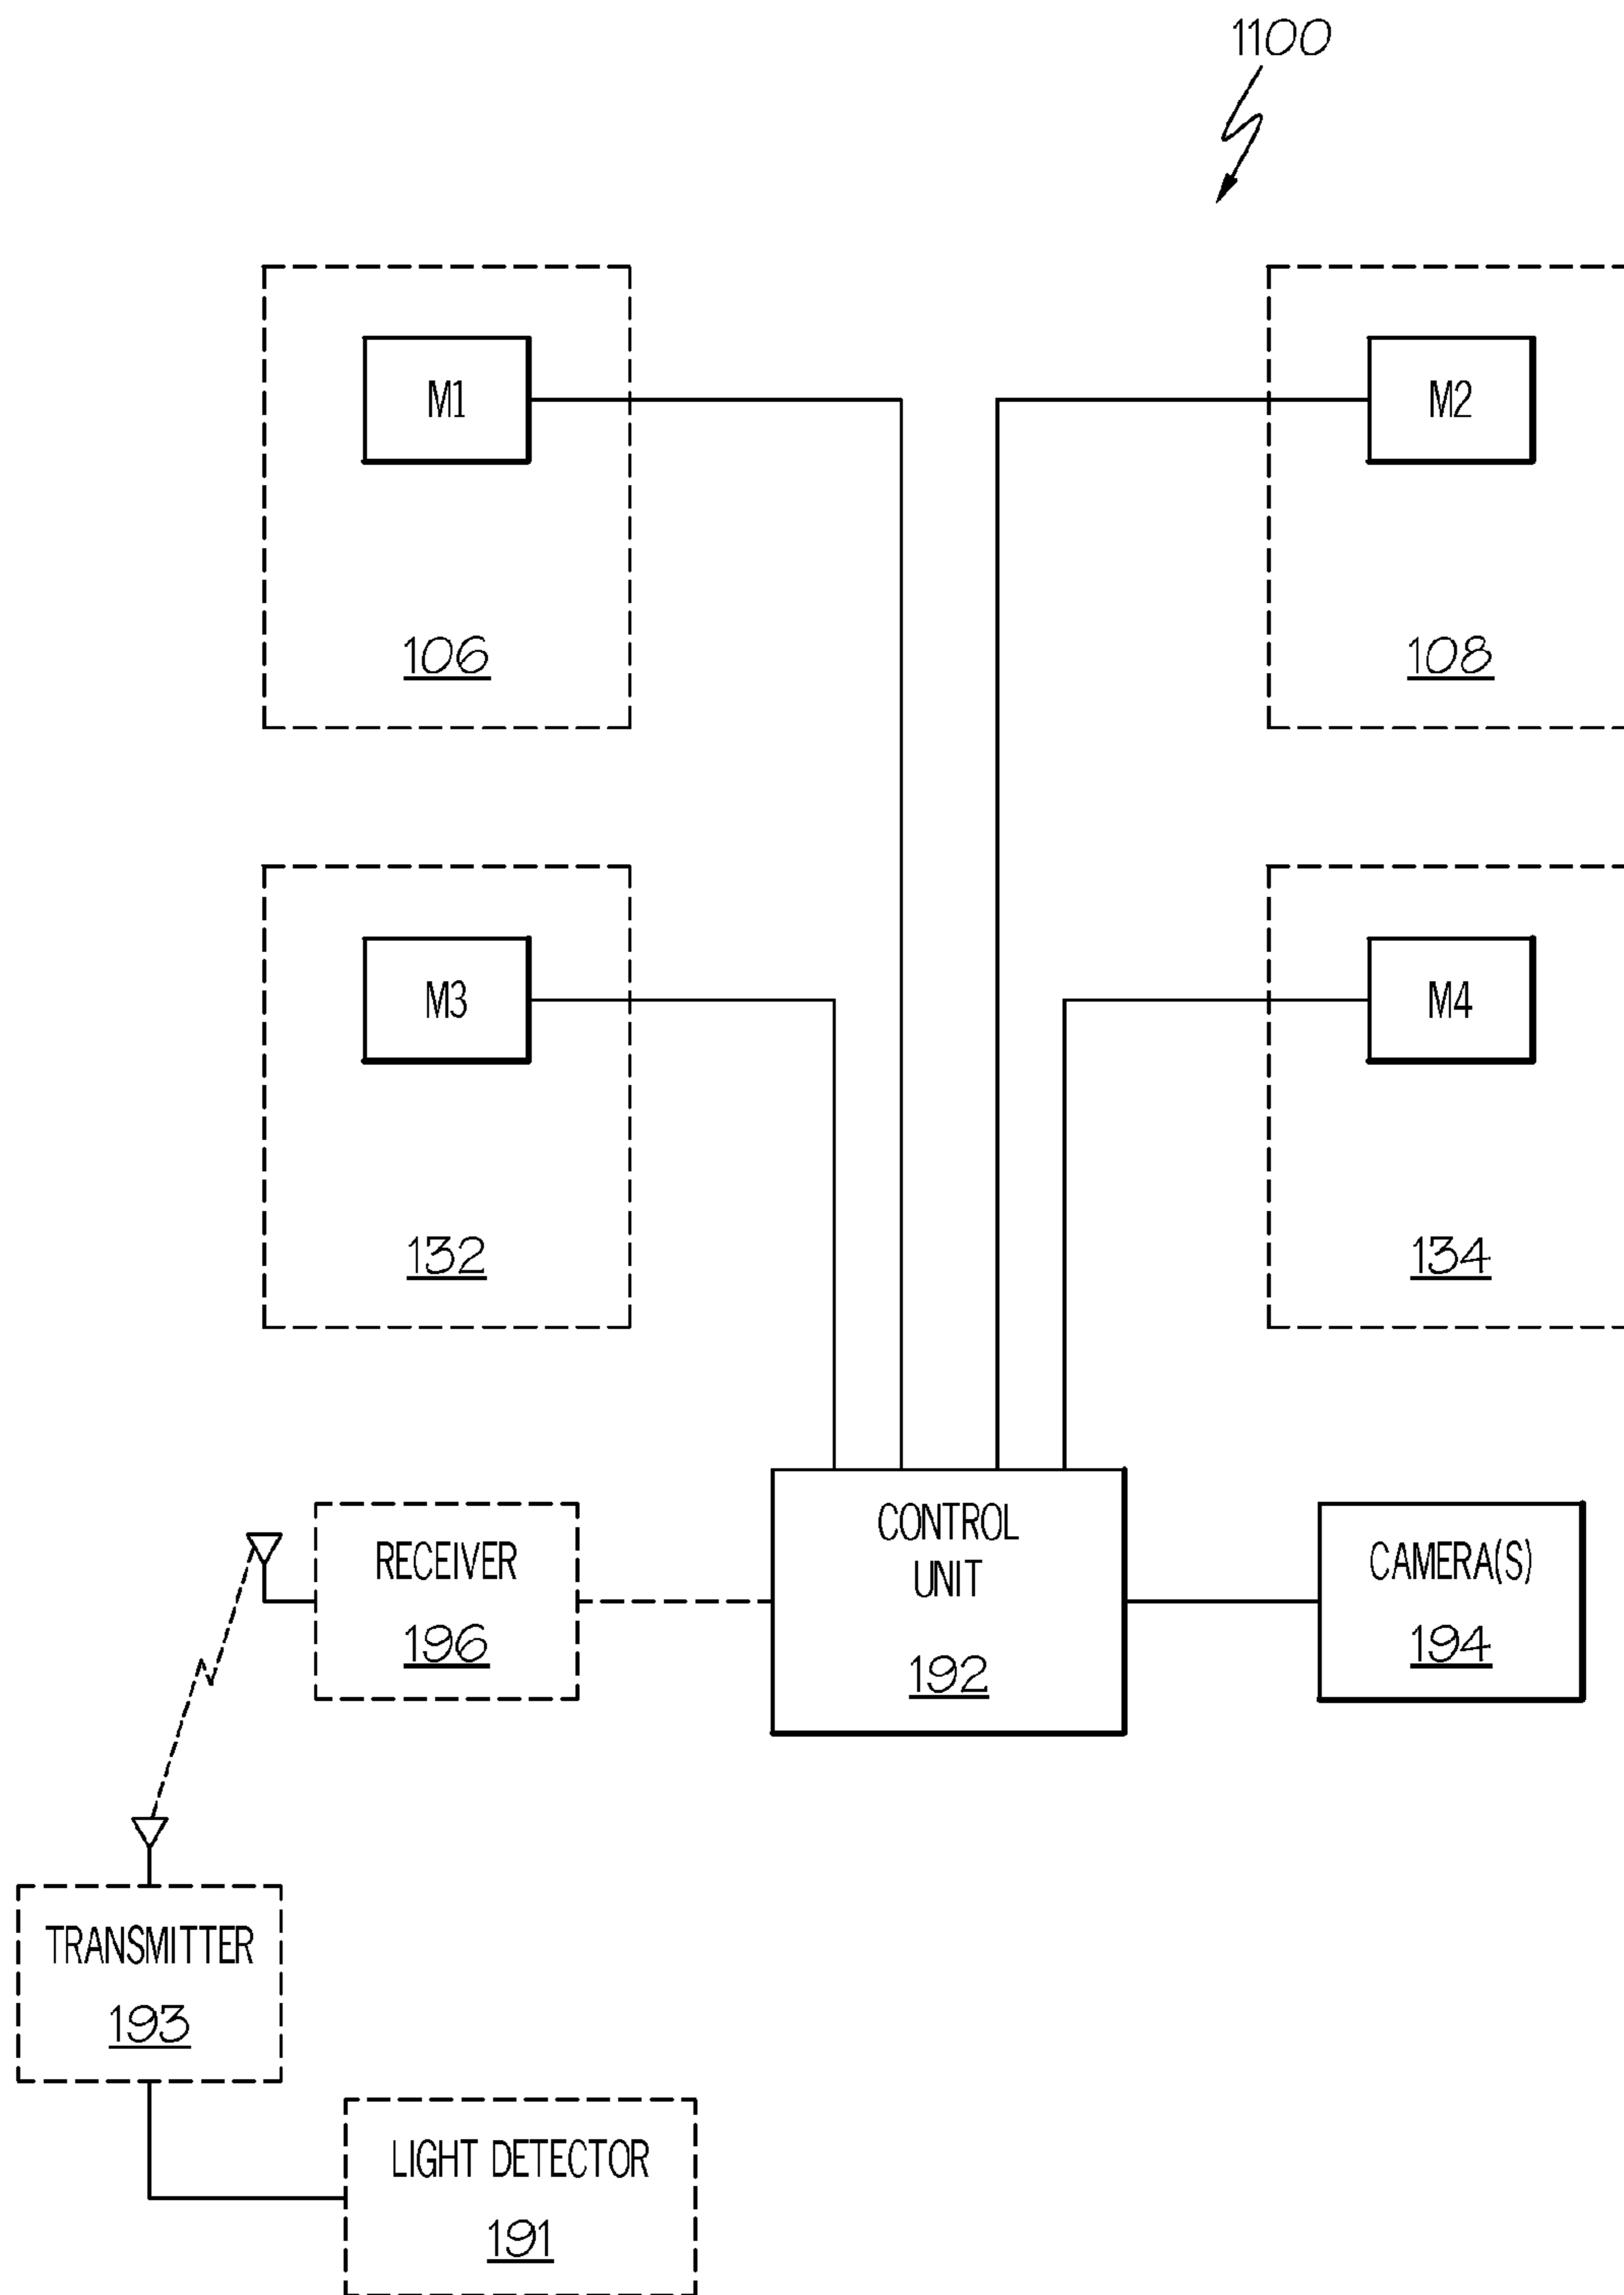 1100
M1
M2
106
108
M3
M4
132
134
CONTROL
UNIT
192
RECEIVER
196
CAMERA(S)
194
TRANSMITTER
193
LIGHT DETECTOR
191